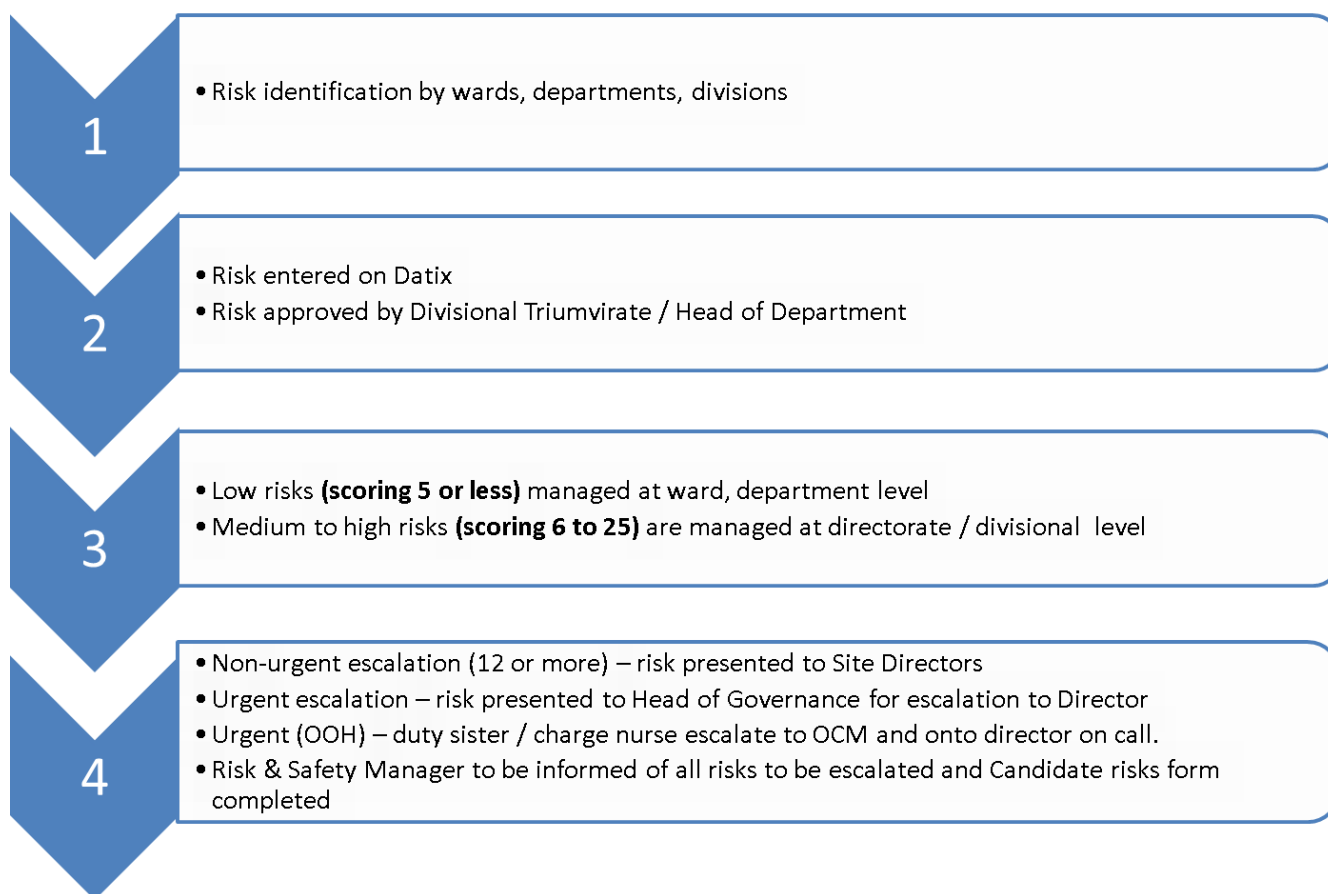 1
• Risk identification by wards, departments, divisions
2
• Risk entered on Datix
• Risk approved by Divisional Triumvirate / Head of Department
3
• Low risks (scoring 5 or less) managed at ward, department level
• Medium to high risks (scoring 6 to 25) are managed at directorate / divisional level
4
• Non-urgent escalation (12 or more) – risk presented to Site Directors
• Urgent escalation – risk presented to Head of Governance for escalation to Director
• Urgent (OOH) – duty sister / charge nurse escalate to OCM and onto director on call.
• Risk & Safety Manager to be informed of all risks to be escalated and Candidate risks form
completed